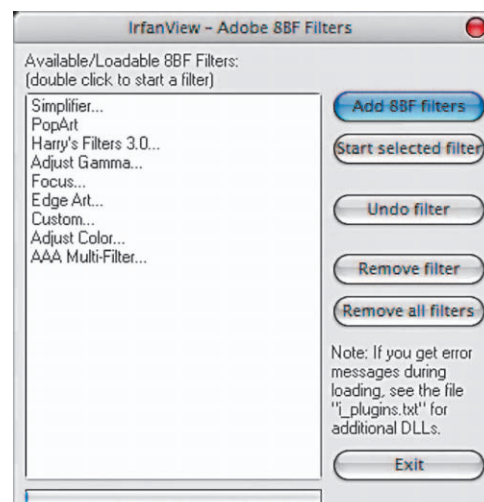 IrfanView - Adobe 8BF Filters
Available/Loadable 8BF Filters:
(double click to start a filter)
Simplifier...
PopArt
Harry's Filters 3.0...
Adjust Gamma...
Focus...
Edge Art...
Custom...
Adjust Color...
AAA Multi-Filter...
Add 8BF filters
Start selected filter
Undo filter
Remove filter
Remove all filters
Note: If you get error
messages during
loading, see the file
"i_plugins.txt" for
additional DLLs.
Exit